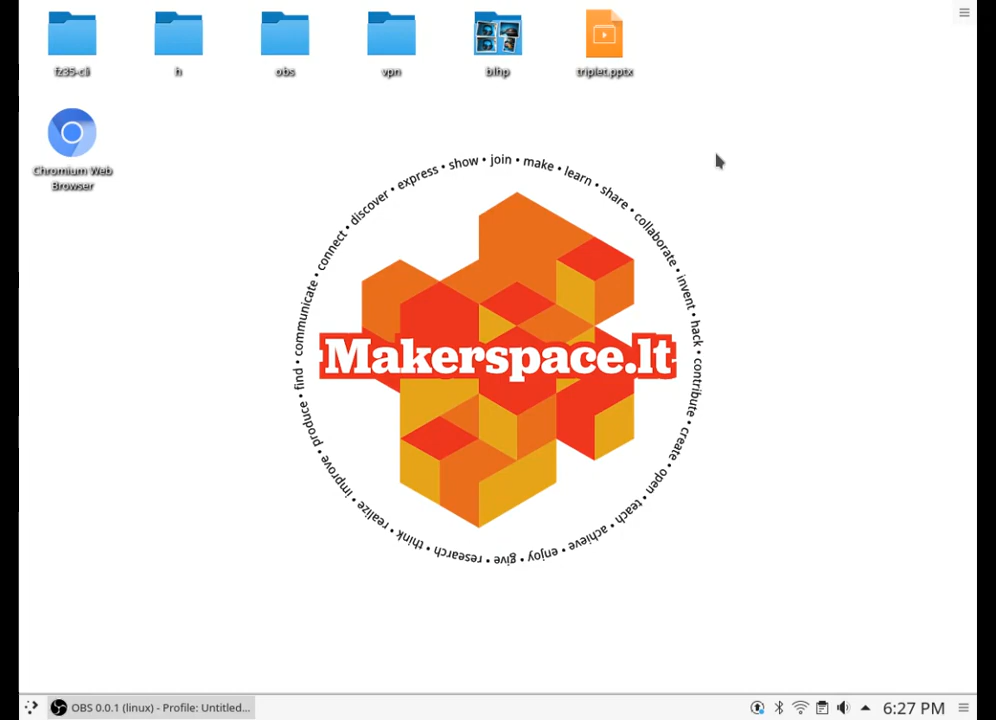 fz35-cli
h
obs
vpn
blhp
triplet.pptx
Chromium Web
Browser
find • communicate • connect • discover • express • show • join • make • learn • share • collaborate • invent • hack • contribute • create • open • teach • achieve • enjoy • give • research • think • realize • improve • produce •
Makerspace.lt
OBS 0.0.1 (linux) - Profile: Untitled...
6:27 PM